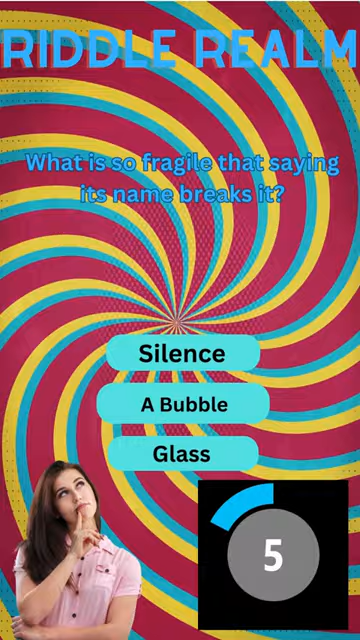 RIDDLE REALM
What is so fragile that saying
its name breaks it?
Silence
A Bubble
Glass
5